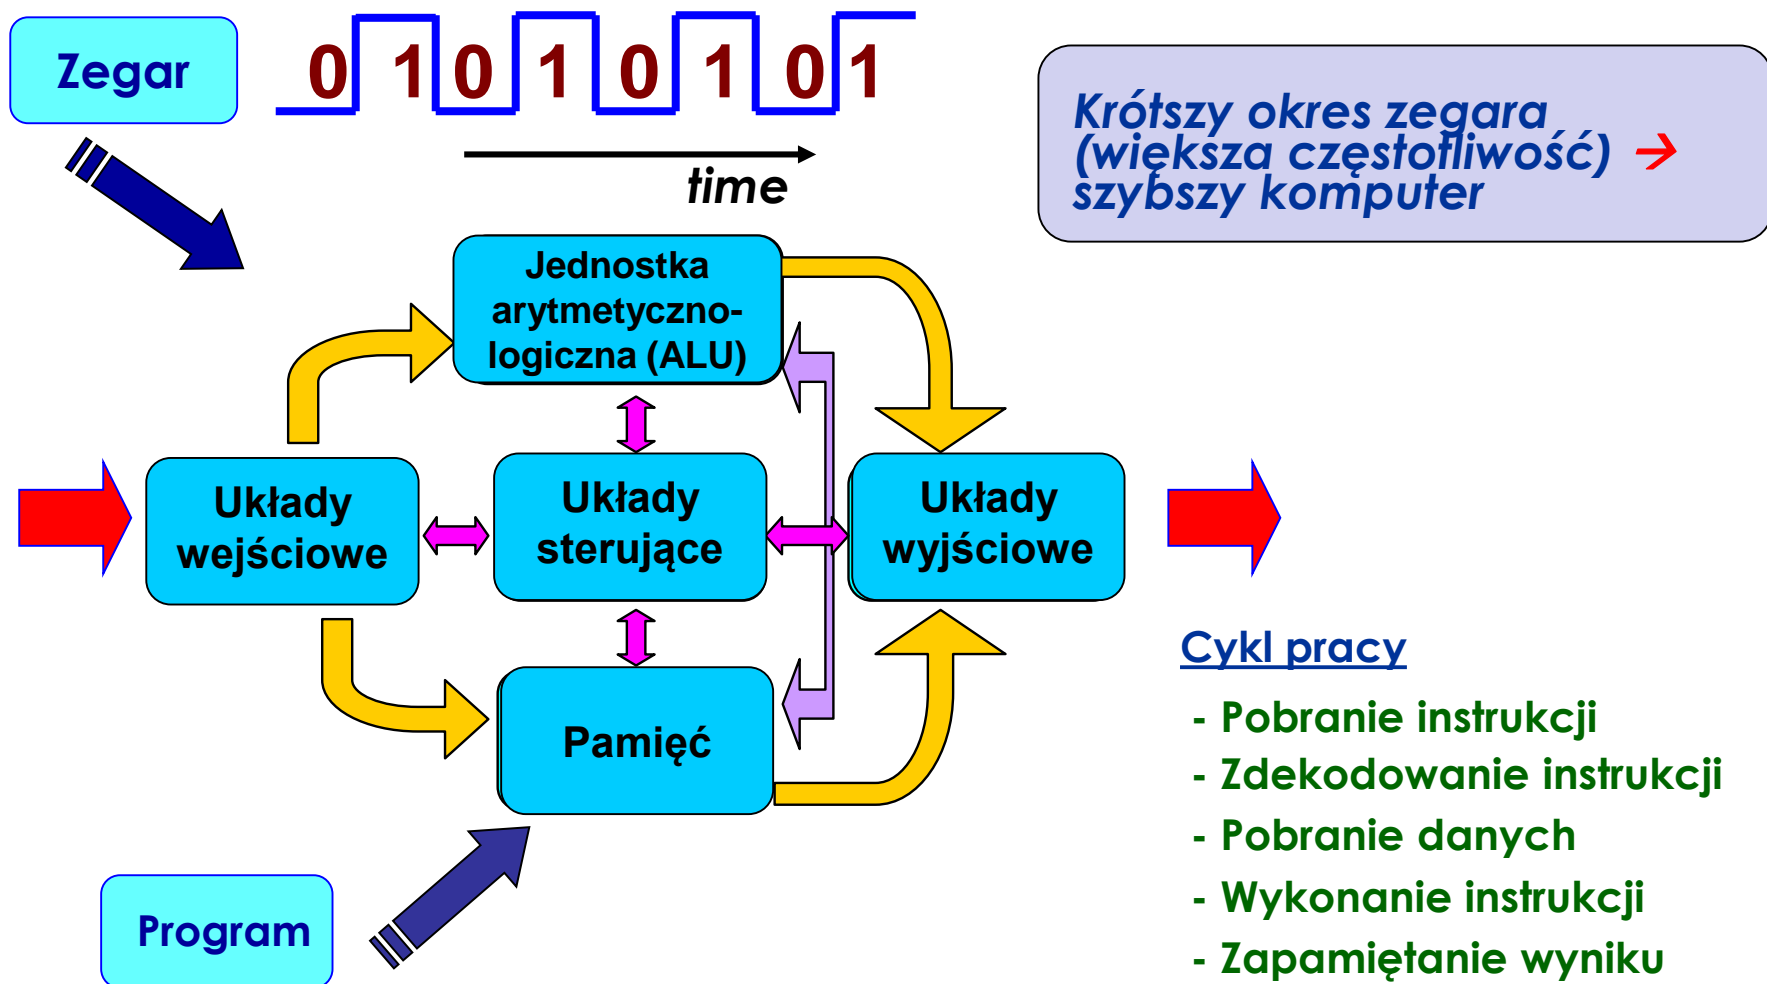 Zegar
0 1 0 1 0 1 0 1
time
Krótszy okres zegara
(większa częstotliwość) →
szybszy komputer
Jednostka
arytmetyczno-
logiczna (ALU)
Układy
wejściowe
Układy
sterujące
Układy
wyjściowe
Pamięć
Program
Cykl pracy
- Pobranie instrukcji
- Zdekodowanie instrukcji
- Pobranie danych
- Wykonanie instrukcji
- Zapamiętanie wyniku